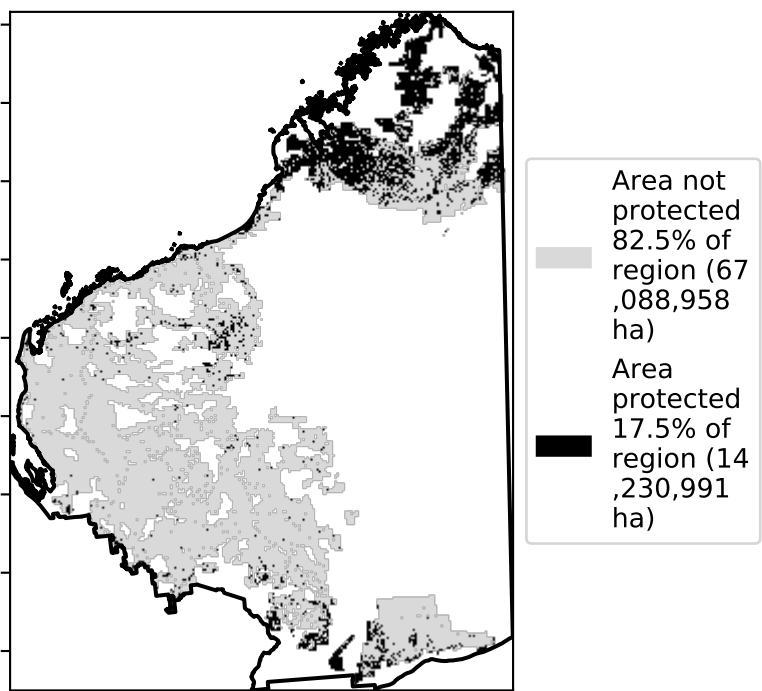 Area not
protected
82.5% of
region (67
,088,958
ha)
Area
protected
17.5% of
region (14
,230,991
ha)